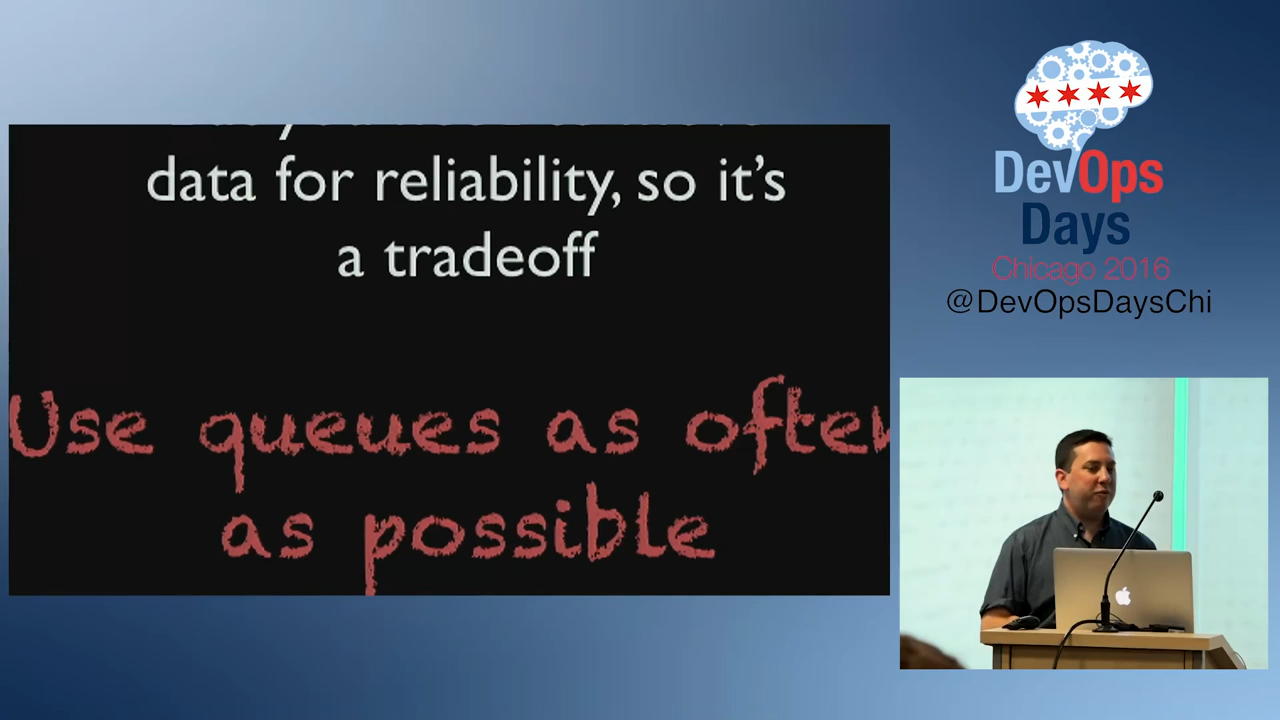 data for reliability, so it's
a tradeoff
Use queues as often
as possible
DevOps
Days
Chicago 2016
@DevOpsDaysChi